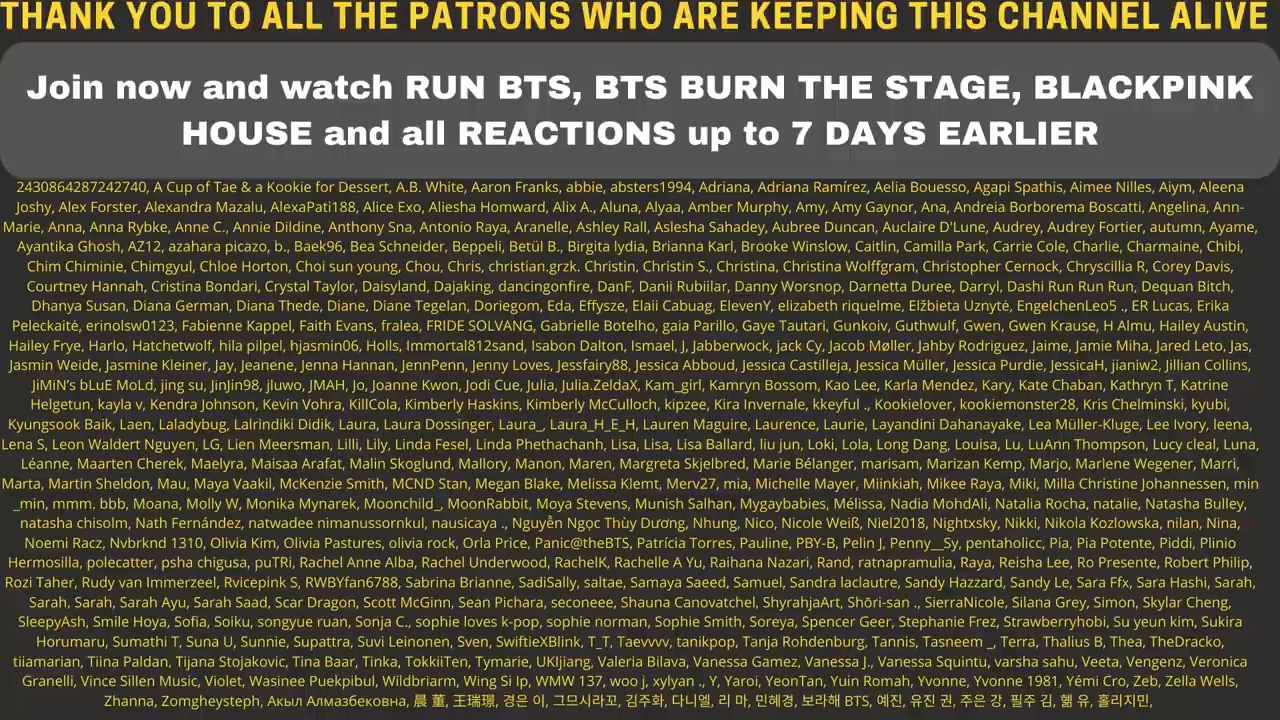 THANK YOU TO ALL THE PATRONS WHO ARE KEEPING THIS CHANNEL ALIVE
Join now and watch RUN BTS, BTS BURN THE STAGE, BLACKPINK
HOUSE and all REACTIONS up to 7 DAYS EARLIER
2430864287242740, A Cup of Tae & a Kookie for Dessert, A.B. White, Aaron Franks, abbie, absters1994, Adriana, Adriana Ramírez, Aelia Bouesso, Agapi Spathis, Aimee Nilles, Aiym, Aleena
Joshy, Alex Forster, Alexandra Mazalu, AlexaPati188, Alice Exo, Aliesha Homward, Alix A., Aluna, Alyaa, Amber Murphy, Amy, Amy Gaynor, Ana, Andreia Borborema Boscatti, Angelina, Ann-
Marie, Anna, Anna Rybke, Anne C., Annie Dildine, Anthony Sna, Antonio Raya, Aranelle, Ashley Rall, Aslesha Sahadey, Aubree Duncan, Auclaire D'Lune, Audrey, Audrey Fortier, autumn, Ayame,
Ayantika Ghosh, AZ12, azahara picazo, b., Baek96, Bea Schneider, Beppeli, Betül B., Birgita lydia, Brianna Karl, Brooke Winslow, Caitlin, Camilla Park, Carrie Cole, Charlie, Charmaine, Chibi,
Chim Chiminie, Chimgyul, Chloe Horton, Choi sun young, Chou, Chris, christian.grzk. Christin, Christin S., Christina, Christina Wolffgram, Christopher Cernock, Chryscillia R, Corey Davis,
Courtney Hannah, Cristina Bondari, Crystal Taylor, Daisyland, Dajaking, dancingonfire, DanF, Danii Rubiilar, Danny Worsnop, Darnetta Duree, Darryl, Dashi Run Run Run, Dequan Bitch,
Dhanya Susan, Diana German, Diana Thede, Diane, Diane Tegelan, Doriegom, Eda, Effysze, Elaii Cabuag, ElevenY, elizabeth riquelme, Elžbieta Uznytė, EngelchenLeo5 ., ER Lucas, Erika
Peleckaitė, erinolsw0123, Fabienne Kappel, Faith Evans, fralea, FRIDE SOLVANG, Gabrielle Botelho, gaia Parillo, Gaye Tautari, Gunkoiv, Guthwulf, Gwen, Gwen Krause, H Almu, Hailey Austin,
Hailey Frye, Harlo, Hatchetwolf, hila pilpel, hjasmin06, Holls, Immortal812sand, Isabon Dalton, Ismael, J, Jabberwock, jack Cy, Jacob Møller, Jahby Rodriguez, Jaime, Jamie Miha, Jared Leto, Jas,
Jasmin Weide, Jasmine Kleiner, Jay, Jeanene, Jenna Hannan, JennPenn, Jenny Loves, Jessfairy88, Jessica Abboud, Jessica Castilleja, Jessica Müller, Jessica Purdie, JessicaH, jianiw2, Jillian Collins,
JiMiN's bLuE MoLd, jing su, JinJin98, jluwo, JMAH, Jo, Joanne Kwon, Jodi Cue, Julia, Julia.ZeldaX, Kam_girl, Kamryn Bossom, Kao Lee, Karla Mendez, Kary, Kate Chaban, Kathryn T, Katrine
Helgetun, kayla v, Kendra Johnson, Kevin Vohra, KillCola, Kimberly Haskins, Kimberly McCulloch, kipzee, Kira Invernale, kkeyful ., Kookielover, kookiemonster28, Kris Chelminski, kyubi,
Kyungsook Baik, Laen, Laladybug, Lalrindiki Didik, Laura, Laura Dossinger, Laura_, Laura_H_E_H, Lauren Maguire, Laurence, Laurie, Layandini Dahanayake, Lea Müller-Kluge, Lee Ivory, leena,
Lena S, Leon Waldert Nguyen, LG, Lien Meersman, Lilli, Lily, Linda Fesel, Linda Phethachanh, Lisa, Lisa, Lisa Ballard, liu jun, Loki, Lola, Long Dang, Louisa, Lu, LuAnn Thompson, Lucy cleal, Luna,
Léanne, Maarten Cherek, Maelyra, Maisaa Arafat, Malin Skoglund, Mallory, Manon, Maren, Margreta Skjelbred, Marie Bélanger, marisam, Marizan Kemp, Marjo, Marlene Wegener, Marri,
Marta, Martin Sheldon, Mau, Maya Vaakil, McKenzie Smith, MCND Stan, Megan Blake, Melissa Klemt, Merv27, mia, Michelle Mayer, Miinkiah, Mikee Raya, Miki, Milla Christine Johannessen, min
_min, mmm. bbb, Moana, Molly W, Monika Mynarek, Moonchild_, MoonRabbit, Moya Stevens, Munish Salhan, Mygaybabies, Mélissa, Nadia MohdAli, Natalia Rocha, natalie, Natasha Bulley,
natasha chisolm, Nath Fernández, natwadee nimanussornkul, nausicaya ., Nguyễn Ngọc Thùy Dương, Nhung, Nico, Nicole Weiß, Niel2018, Nightxsky, Nikki, Nikola Kozlowska, nilan, Nina,
Noemi Racz, Nvbrknd 1310, Olivia Kim, Olivia Pastures, olivia rock, Orla Price, Panic@theBTS, Patrícia Torres, Pauline, PBY-B, Pelin J, Penny__Sy, pentaholicc, Pia, Pia Potente, Piddi, Plinio
Hermosilla, polecatter, psha chigusa, puTRi, Rachel Anne Alba, Rachel Underwood, RachelK, Rachelle A Yu, Raihana Nazari, Rand, ratnapramulia, Raya, Reisha Lee, Ro Presente, Robert Philip,
Rozi Taher, Rudy van Immerzeel, Rvicepink S, RWBYfan6788, Sabrina Brianne, SadiSally, saltae, Samaya Saeed, Samuel, Sandra laclautre, Sandy Hazzard, Sandy Le, Sara Ffx, Sara Hashi, Sarah,
Sarah, Sarah, Sarah Ayu, Sarah Saad, Scar Dragon, Scott McGinn, Sean Pichara, seconeee, Shauna Canovatchel, ShyrahjaArt, Shōri-san ., SierraNicole, Silana Grey, Simon, Skylar Cheng,
SleepyAsh, Smile Hoya, Sofia, Soiku, songyue ruan, Sonja C., sophie loves k-pop, sophie norman, Sophie Smith, Soreya, Spencer Geer, Stephanie Frez, Strawberryhobi, Su yeun kim, Sukira
Horumaru, Sumathi T, Suna U, Sunnie, Supattra, Suvi Leinonen, Sven, SwiftieXBlink, T_T, Taevvvv, tanikpop, Tanja Rohdenburg, Tannis, Tasneem _, Terra, Thalius B, Thea, TheDracko,
tiiamarian, Tiina Paldan, Tijana Stojakovic, Tina Baar, Tinka, TokkiiTen, Tymarie, UKIjiang, Valeria Bilava, Vanessa Gamez, Vanessa J., Vanessa Squintu, varsha sahu, Veeta, Vengenz, Veronica
Granelli, Vince Sillen Music, Violet, Wasinee Puekpibul, Wildbriarm, Wing Si Ip, WMW 137, woo j, xylyan ., Y, Yaroi, YeonTan, Yuin Romah, Yvonne, Yvonne 1981, Yémi Cro, Zeb, Zella Wells,
Zhanna, Zomgheysteph, Акыл Алмазбековна, 晨 董, 王瑞璟, 경은 이, 그므시라꼬, 김주화, 다니엘, 리 마, 민혜경, 보라해 BTS, 예진, 유진 권, 주은 강, 필주 김, 헮 유, 홀리지민,